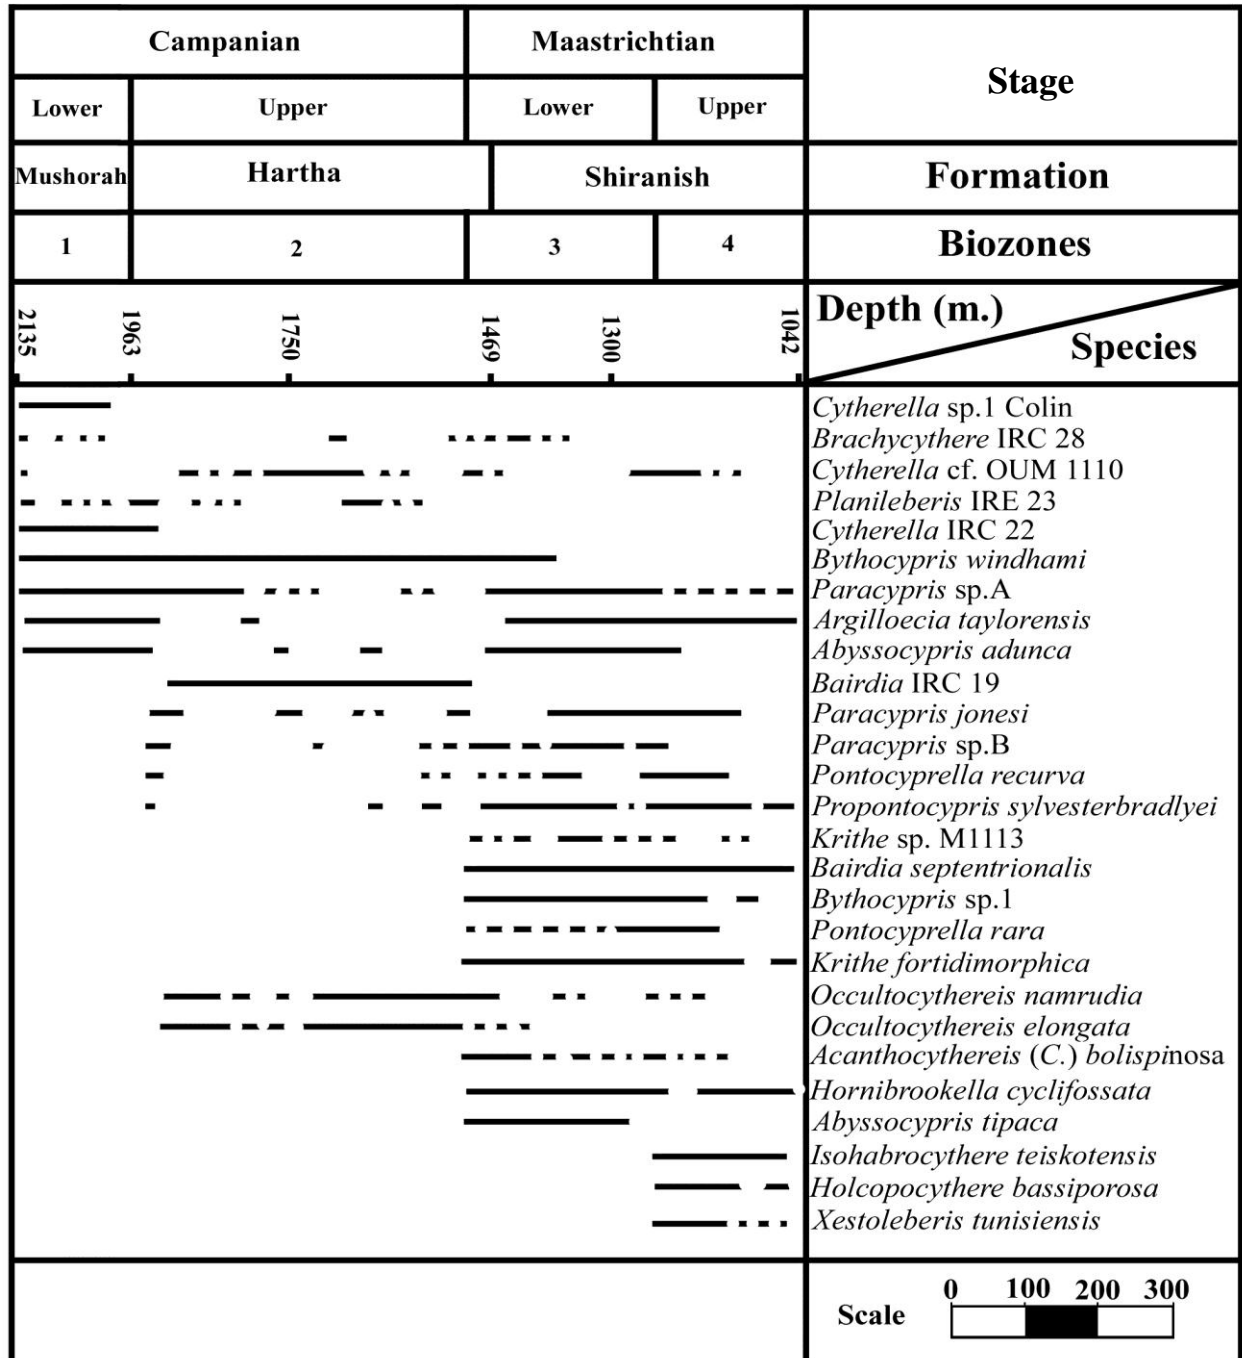 Campanian Maastrichtian Stage
Lower Upper Lower Upper
Mushorah Hartha Shiranish Formation
1 2 3 4 Biozones
2135 1963 1750 1469 1300 1042 Depth (m.)
Species
Cytherella sp.1 Colin
Brachycythere IRC 28
Cytherella cf. OUM 1110
Planileberis IRE 23
Cytherella IRC 22
Bythocypris windhami
Paracypris sp.A
Argilloecia taylorensis
Abyssocypris adunca
Bairdia IRC 19
Paracypris jonesi
Paracypris sp.B
Pontocyprella recurva
Propontocypris sylvesterbradlyei
Krithe sp. M1113
Bairdia septentrionalis
Bythocypris sp.1
Pontocyprella rara
Krithe fortidimorphica
Occultocythereis namrudia
Occultocythereis elongata
Acanthocythereis (C.) bolispinosa
Hornibrookella cyclifossata
Abyssocypris tipaca
Isohabrocythere teiskotensis
Holcopocythere bassiporosa
Xestoleberis tunisiensis
0 100 200 300
Scale